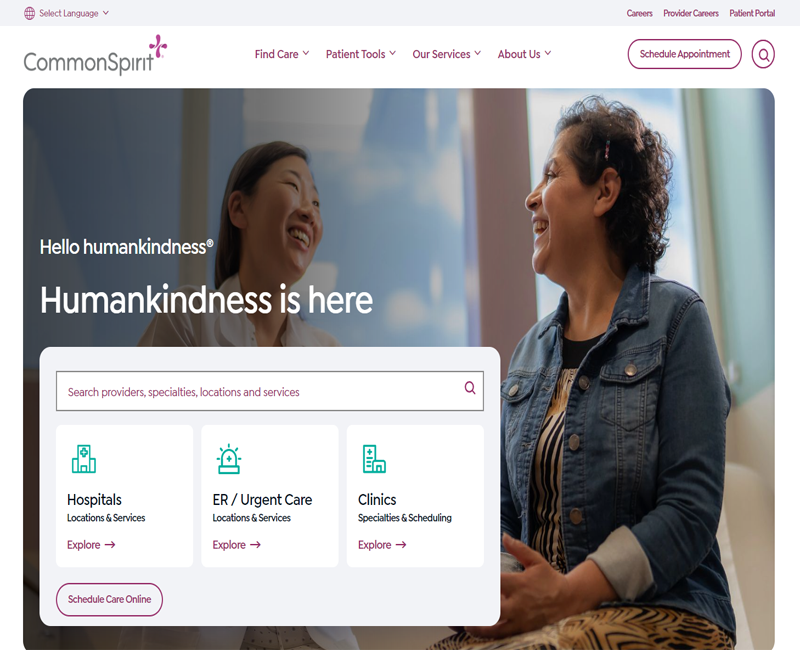 Select Language
Careers Provider Careers Patient Portal
CommonSpirit
Find Care Patient Tools Our Services About Us
Schedule Appointment
Hello humankindness®
Humankindness is here
Search providers, specialties, locations and services
Hospitals
Locations & Services
Explore →
ER / Urgent Care
Locations & Services
Explore →
Clinics
Specialties & Scheduling
Explore →
Schedule Care Online